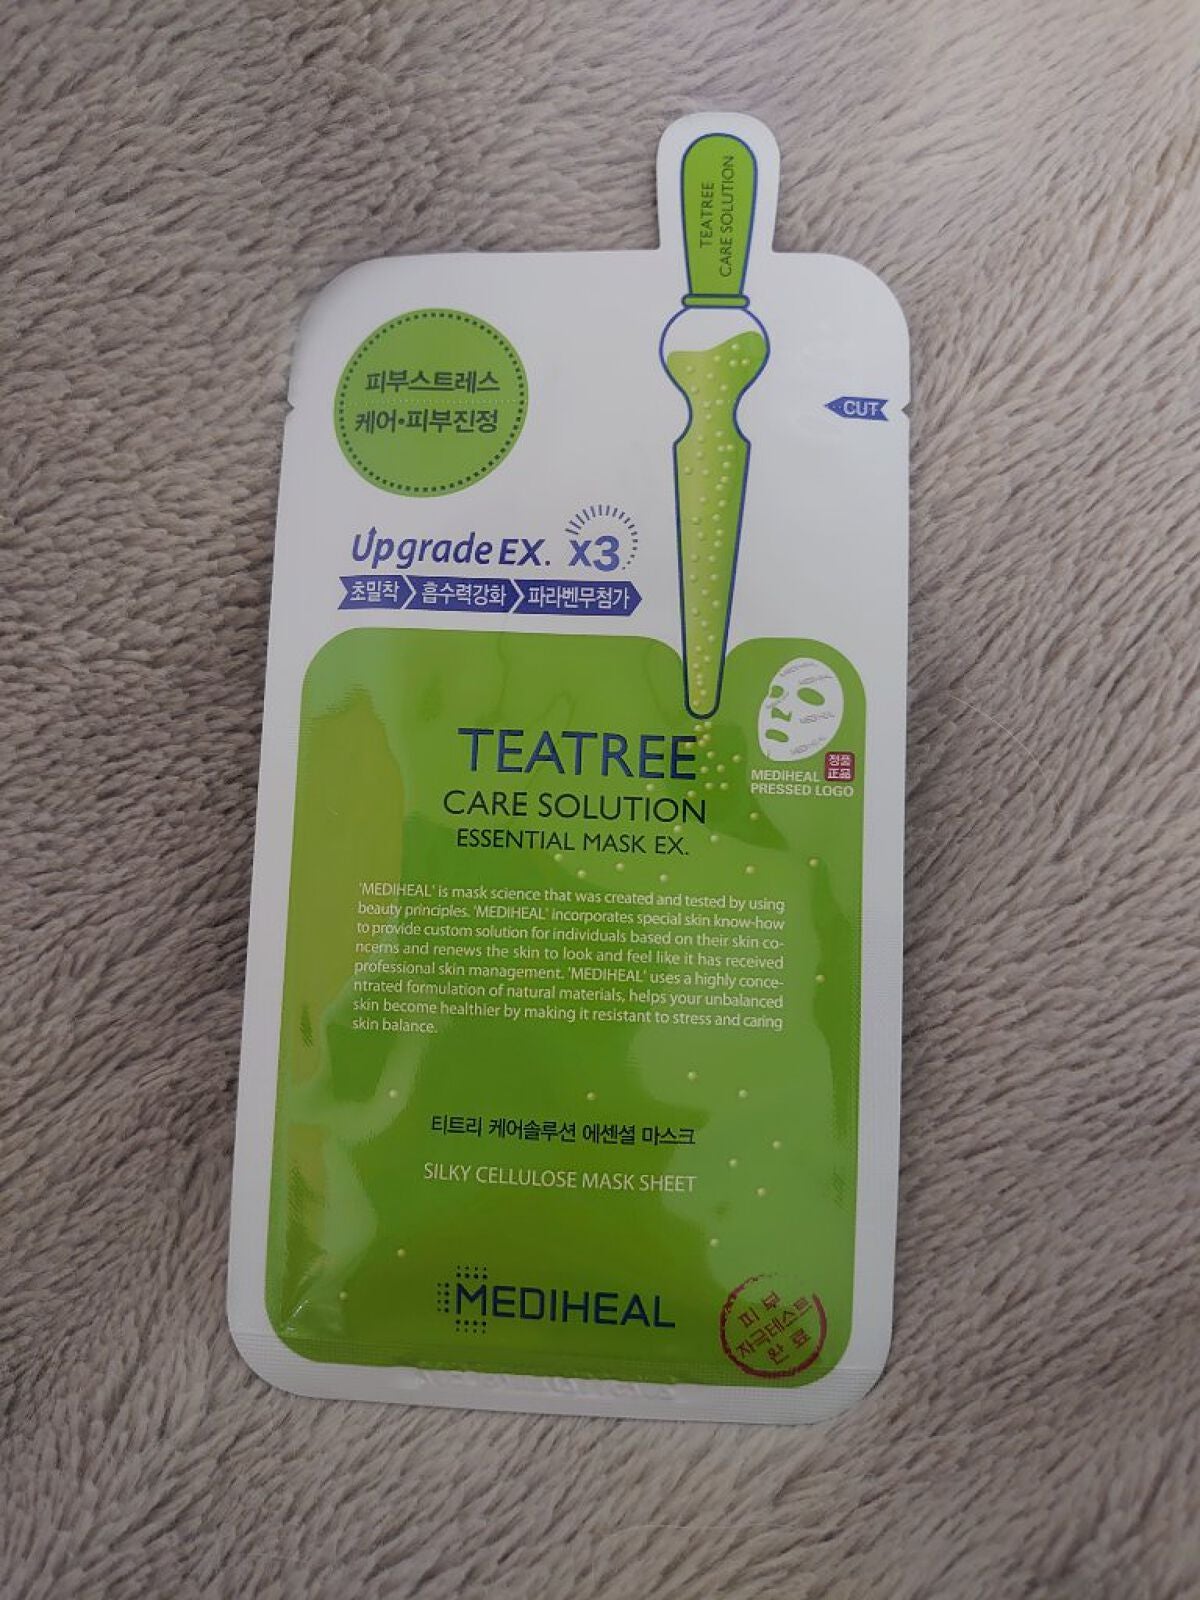 TEATREE
CARE SOLUTION
피부스트레스
케어•피부진정
CUT
Upgrade EX. x3
초밀착 흡수력강화 파라벤무첨가
MEDIHEAL
MEDIHEAL
MEDIHEAL
MEDIHEAL
정품
正品
MEDIHEAL
PRESSED LOGO
TEATREE
CARE SOLUTION
ESSENTIAL MASK EX.
'MEDIHEAL' is mask science that was created and tested by using
beauty principles. 'MEDIHEAL' incorporates special skin know-how
to provide custom solution for individuals based on their skin co-
ncerns and renews the skin to look and feel like it has received
professional skin management. 'MEDIHEAL' uses a highly conce-
ntrated formulation of natural materials, helps your unbalanced
skin become healthier by making it resistant to stress and caring
skin balance.
티트리 케어솔루션 에센셜 마스크
SILKY CELLULOSE MASK SHEET
MEDIHEAL
피부
자극테스트
완료